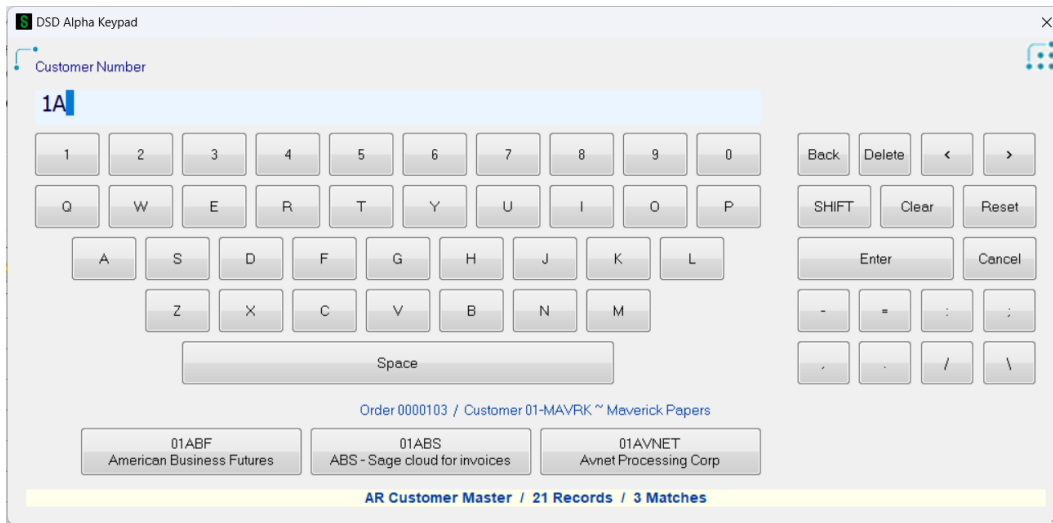 S DSD Alpha Keypad ×
Customer Number
1A
1 2 3 4 5 6 7 8 9 0 Back Delete < >
Q W E R T Y U I O P SHIFT Clear Reset
A S D F G H J K L Enter Cancel
Z X C V B N M - = : ;
Space , . / \
Order 0000103 / Customer 01-MAVRK ~ Maverick Papers
01ABF 01ABS 01AVNET
American Business Futures ABS - Sage cloud for invoices Avnet Processing Corp
AR Customer Master / 21 Records / 3 Matches